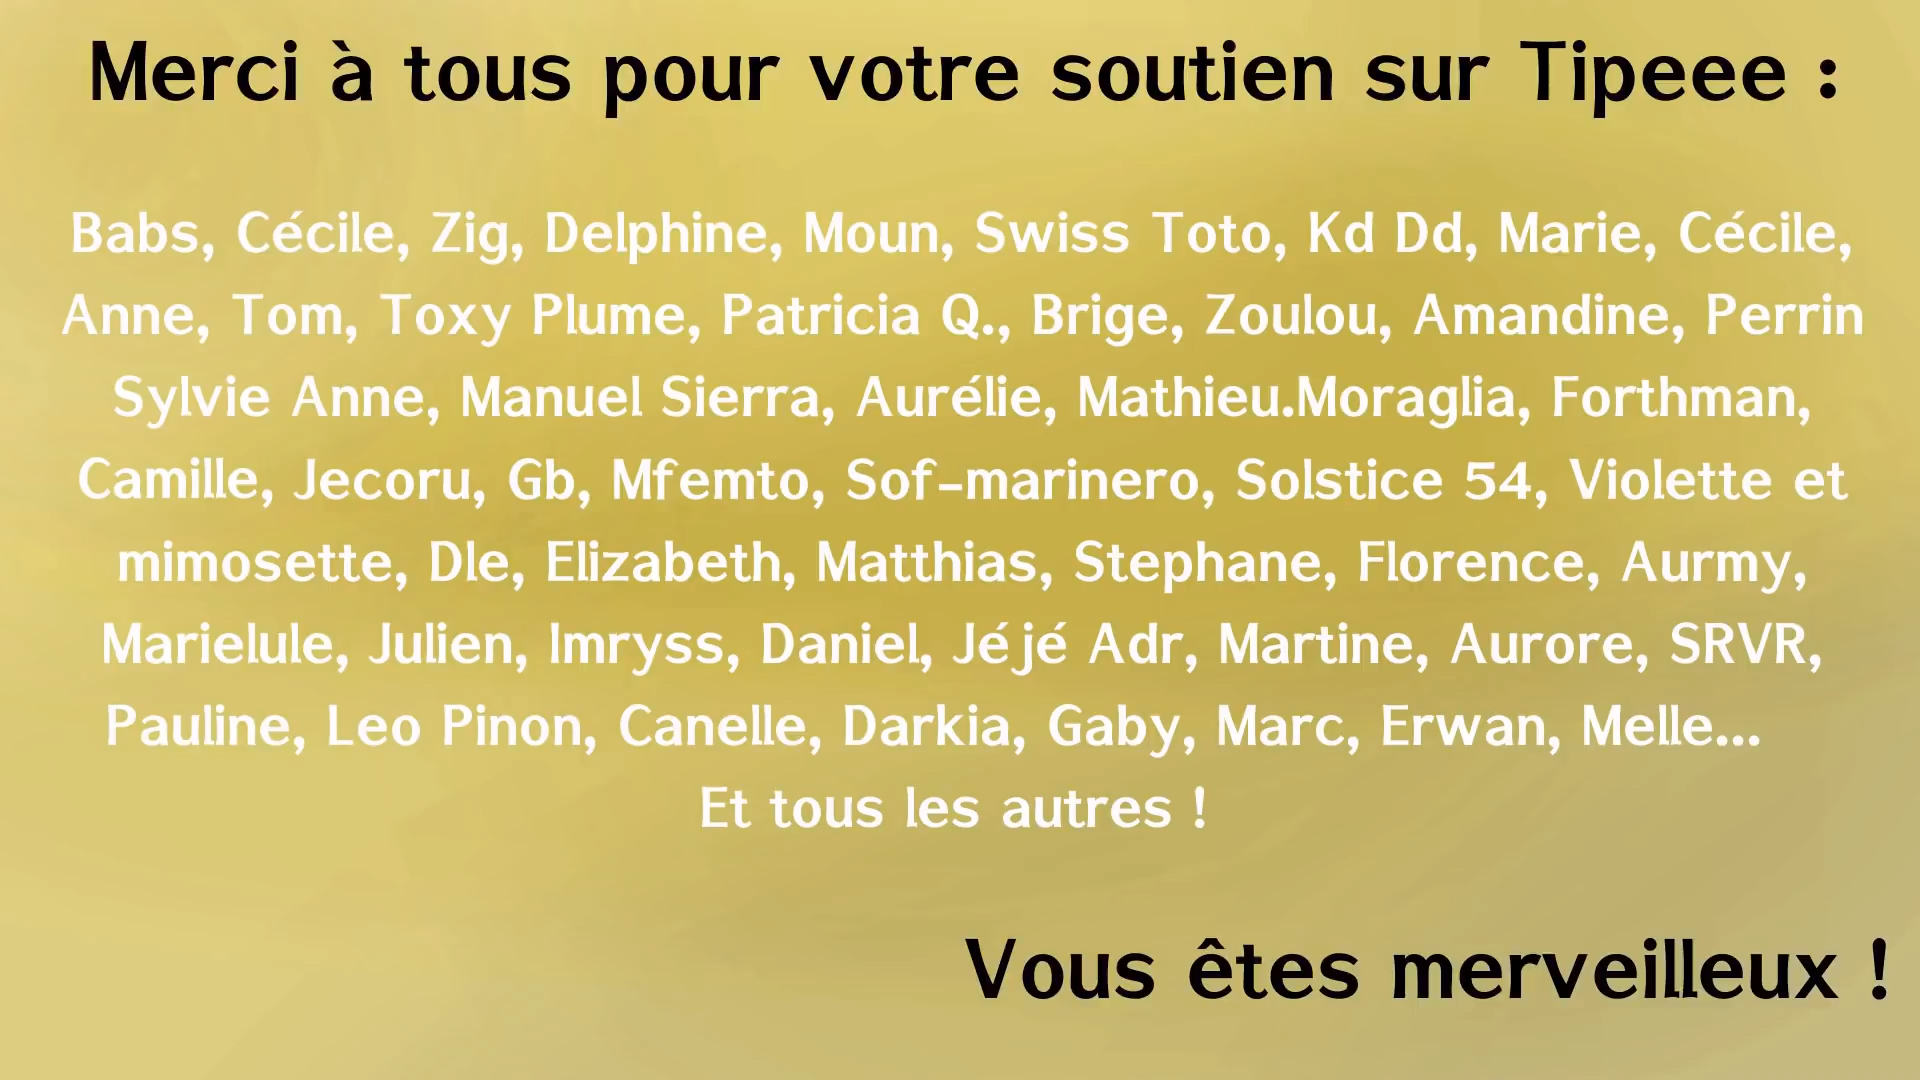 Merci à tous pour votre soutien sur Tipeee :
Babs, Cécile, Zig, Delphine, Moun, Swiss Toto, Kd Dd, Marie, Cécile,
Anne, Tom, Toxy Plume, Patricia Q., Brige, Zoulou, Amandine, Perrin
Sylvie Anne, Manuel Sierra, Aurélie, Mathieu.Moraglia, Forthman,
Camille, Jecoru, Gb, Mfemto, Sof-marinero, Solstice 54, Violette et
mimosette, Dle, Elizabeth, Matthias, Stephane, Florence, Aurmy,
Marielule, Julien, Imryss, Daniel, Jéjé Adr, Martine, Aurore, SRVR,
Pauline, Leo Pinon, Canelle, Darkia, Gaby, Marc, Erwan, Melle...
Et tous les autres !
Vous êtes merveilleux !